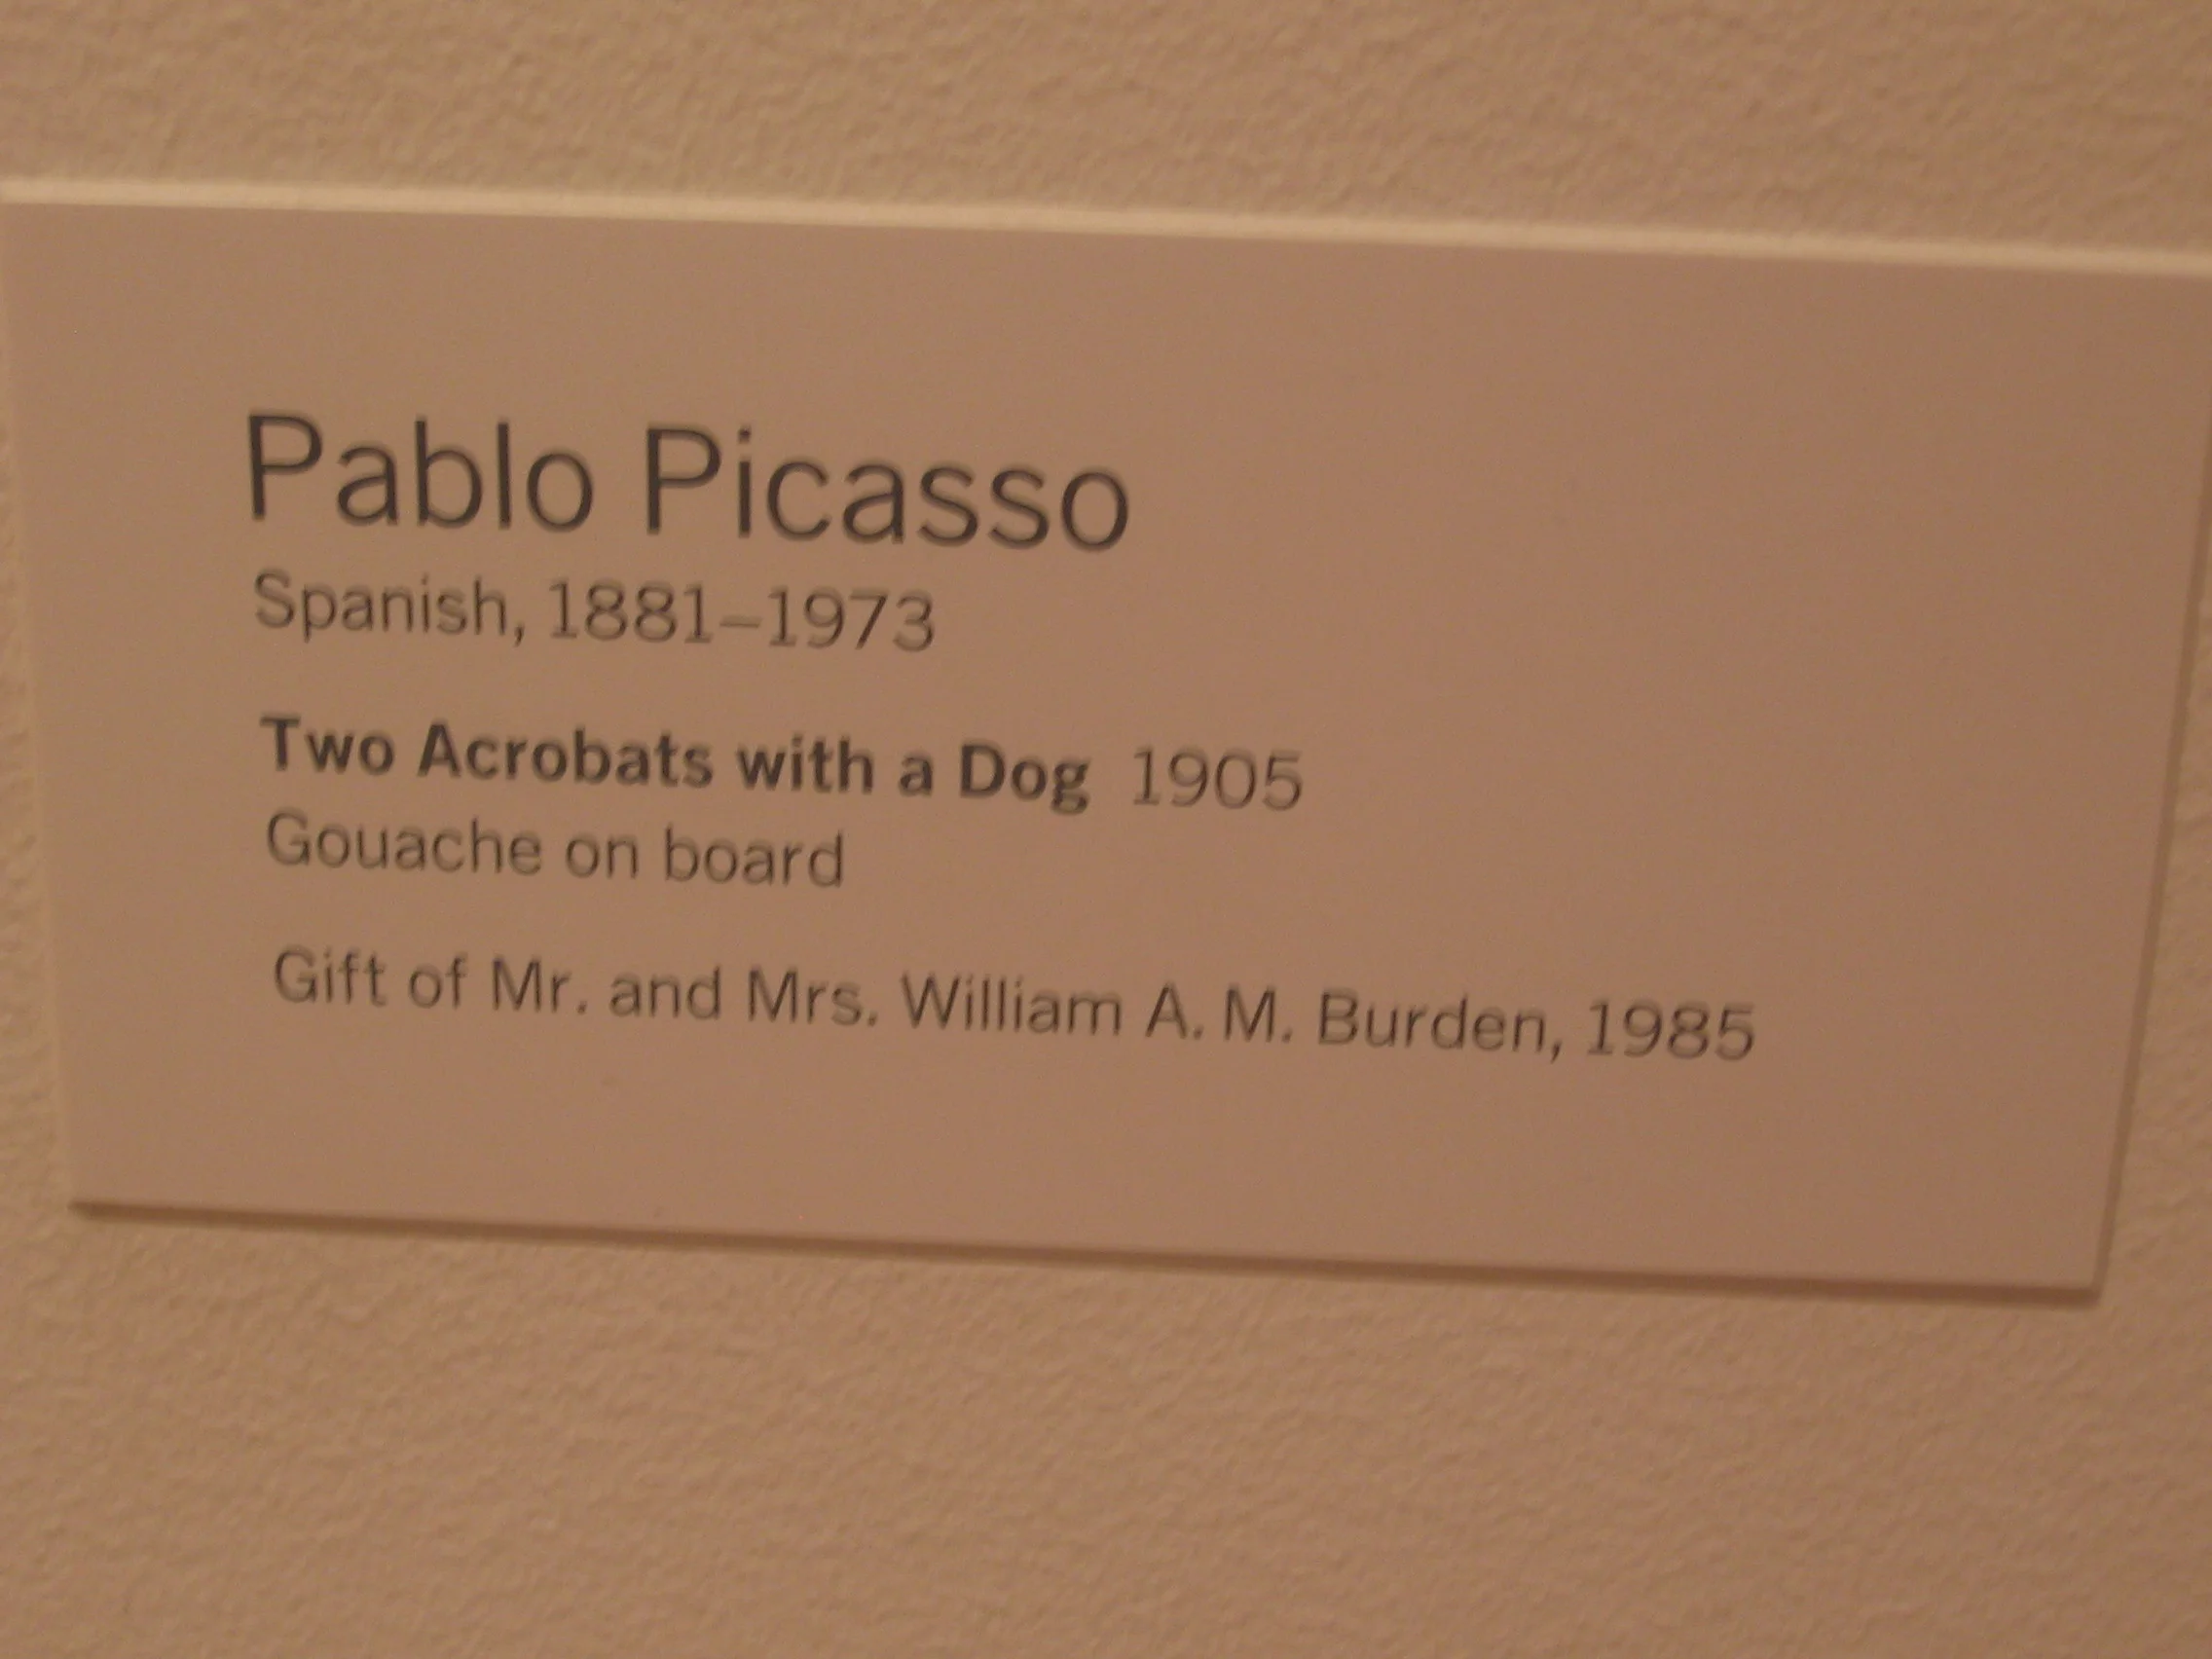 Pablo Picasso
Spanish, 1881–1973
Two Acrobats with a Dog 1905
Gouache on board
Gift of Mr. and Mrs. William A. M. Burden, 1985